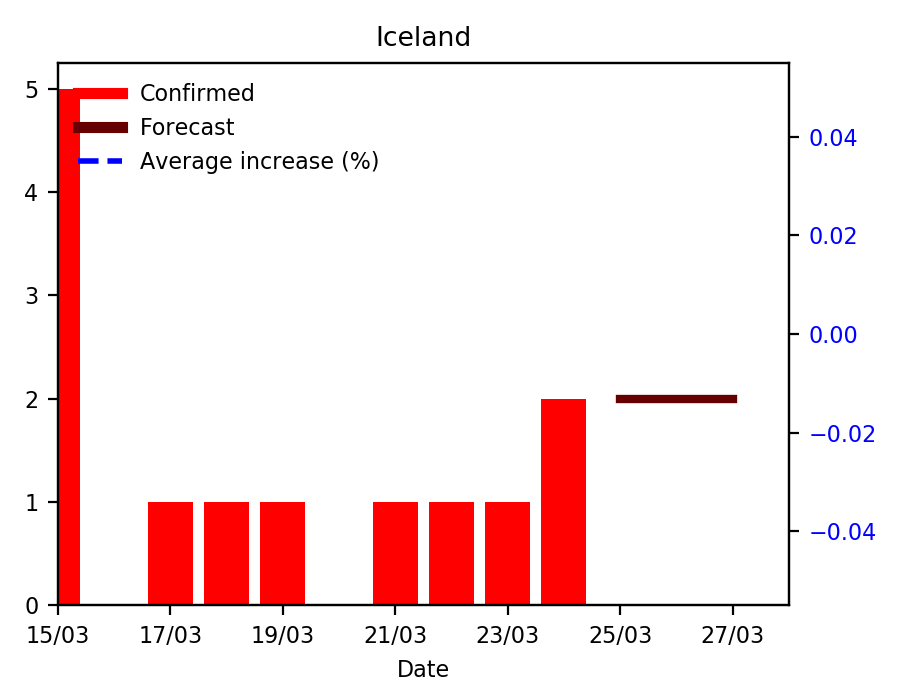 Iceland
Confirmed
Forecast
Average increase (%)
5
4
3
2
1
0
0.04
0.02
0.00
−0.02
−0.04
15/03 17/03 19/03 21/03 23/03 25/03 27/03
Date